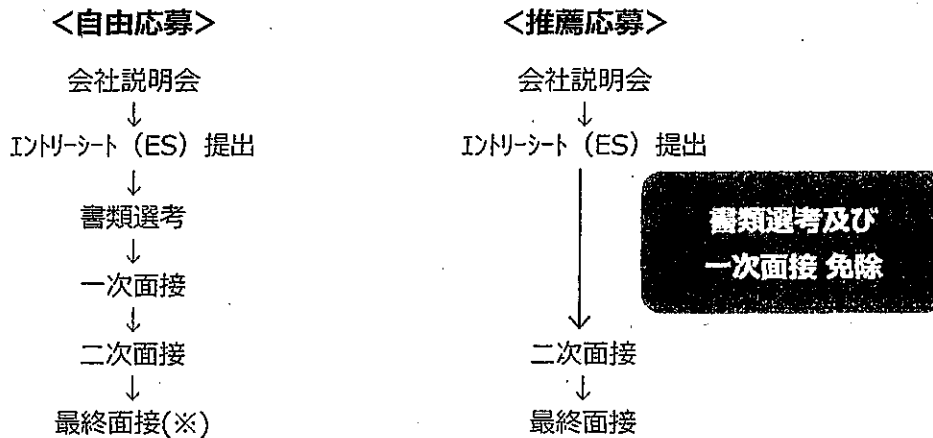 <自由応募>
会社説明会
↓
エントリーシート（ES）提出
↓
書類選考
↓
一次面接
↓
二次面接
↓
最終面接(※)
<推薦応募>
会社説明会
↓
エントリーシート（ES）提出
↓
二次面接
↓
最終面接
書類選考及び
一次面接 免除